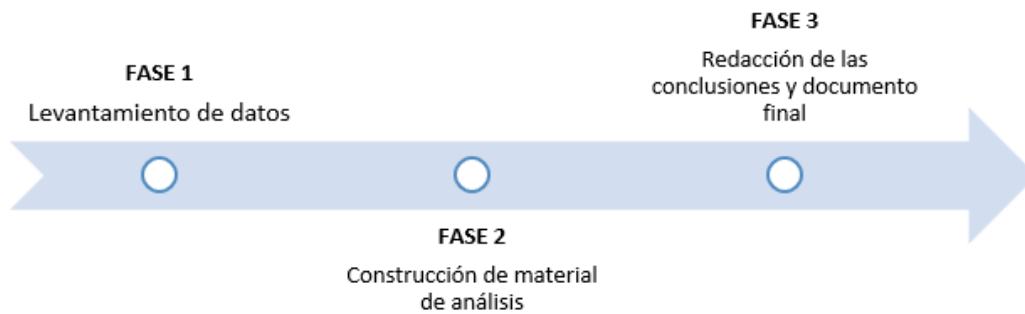 FASE 1
Levantamiento de datos
FASE 2
Construcción de material
de análisis
FASE 3
Redacción de las
conclusiones y documento
final